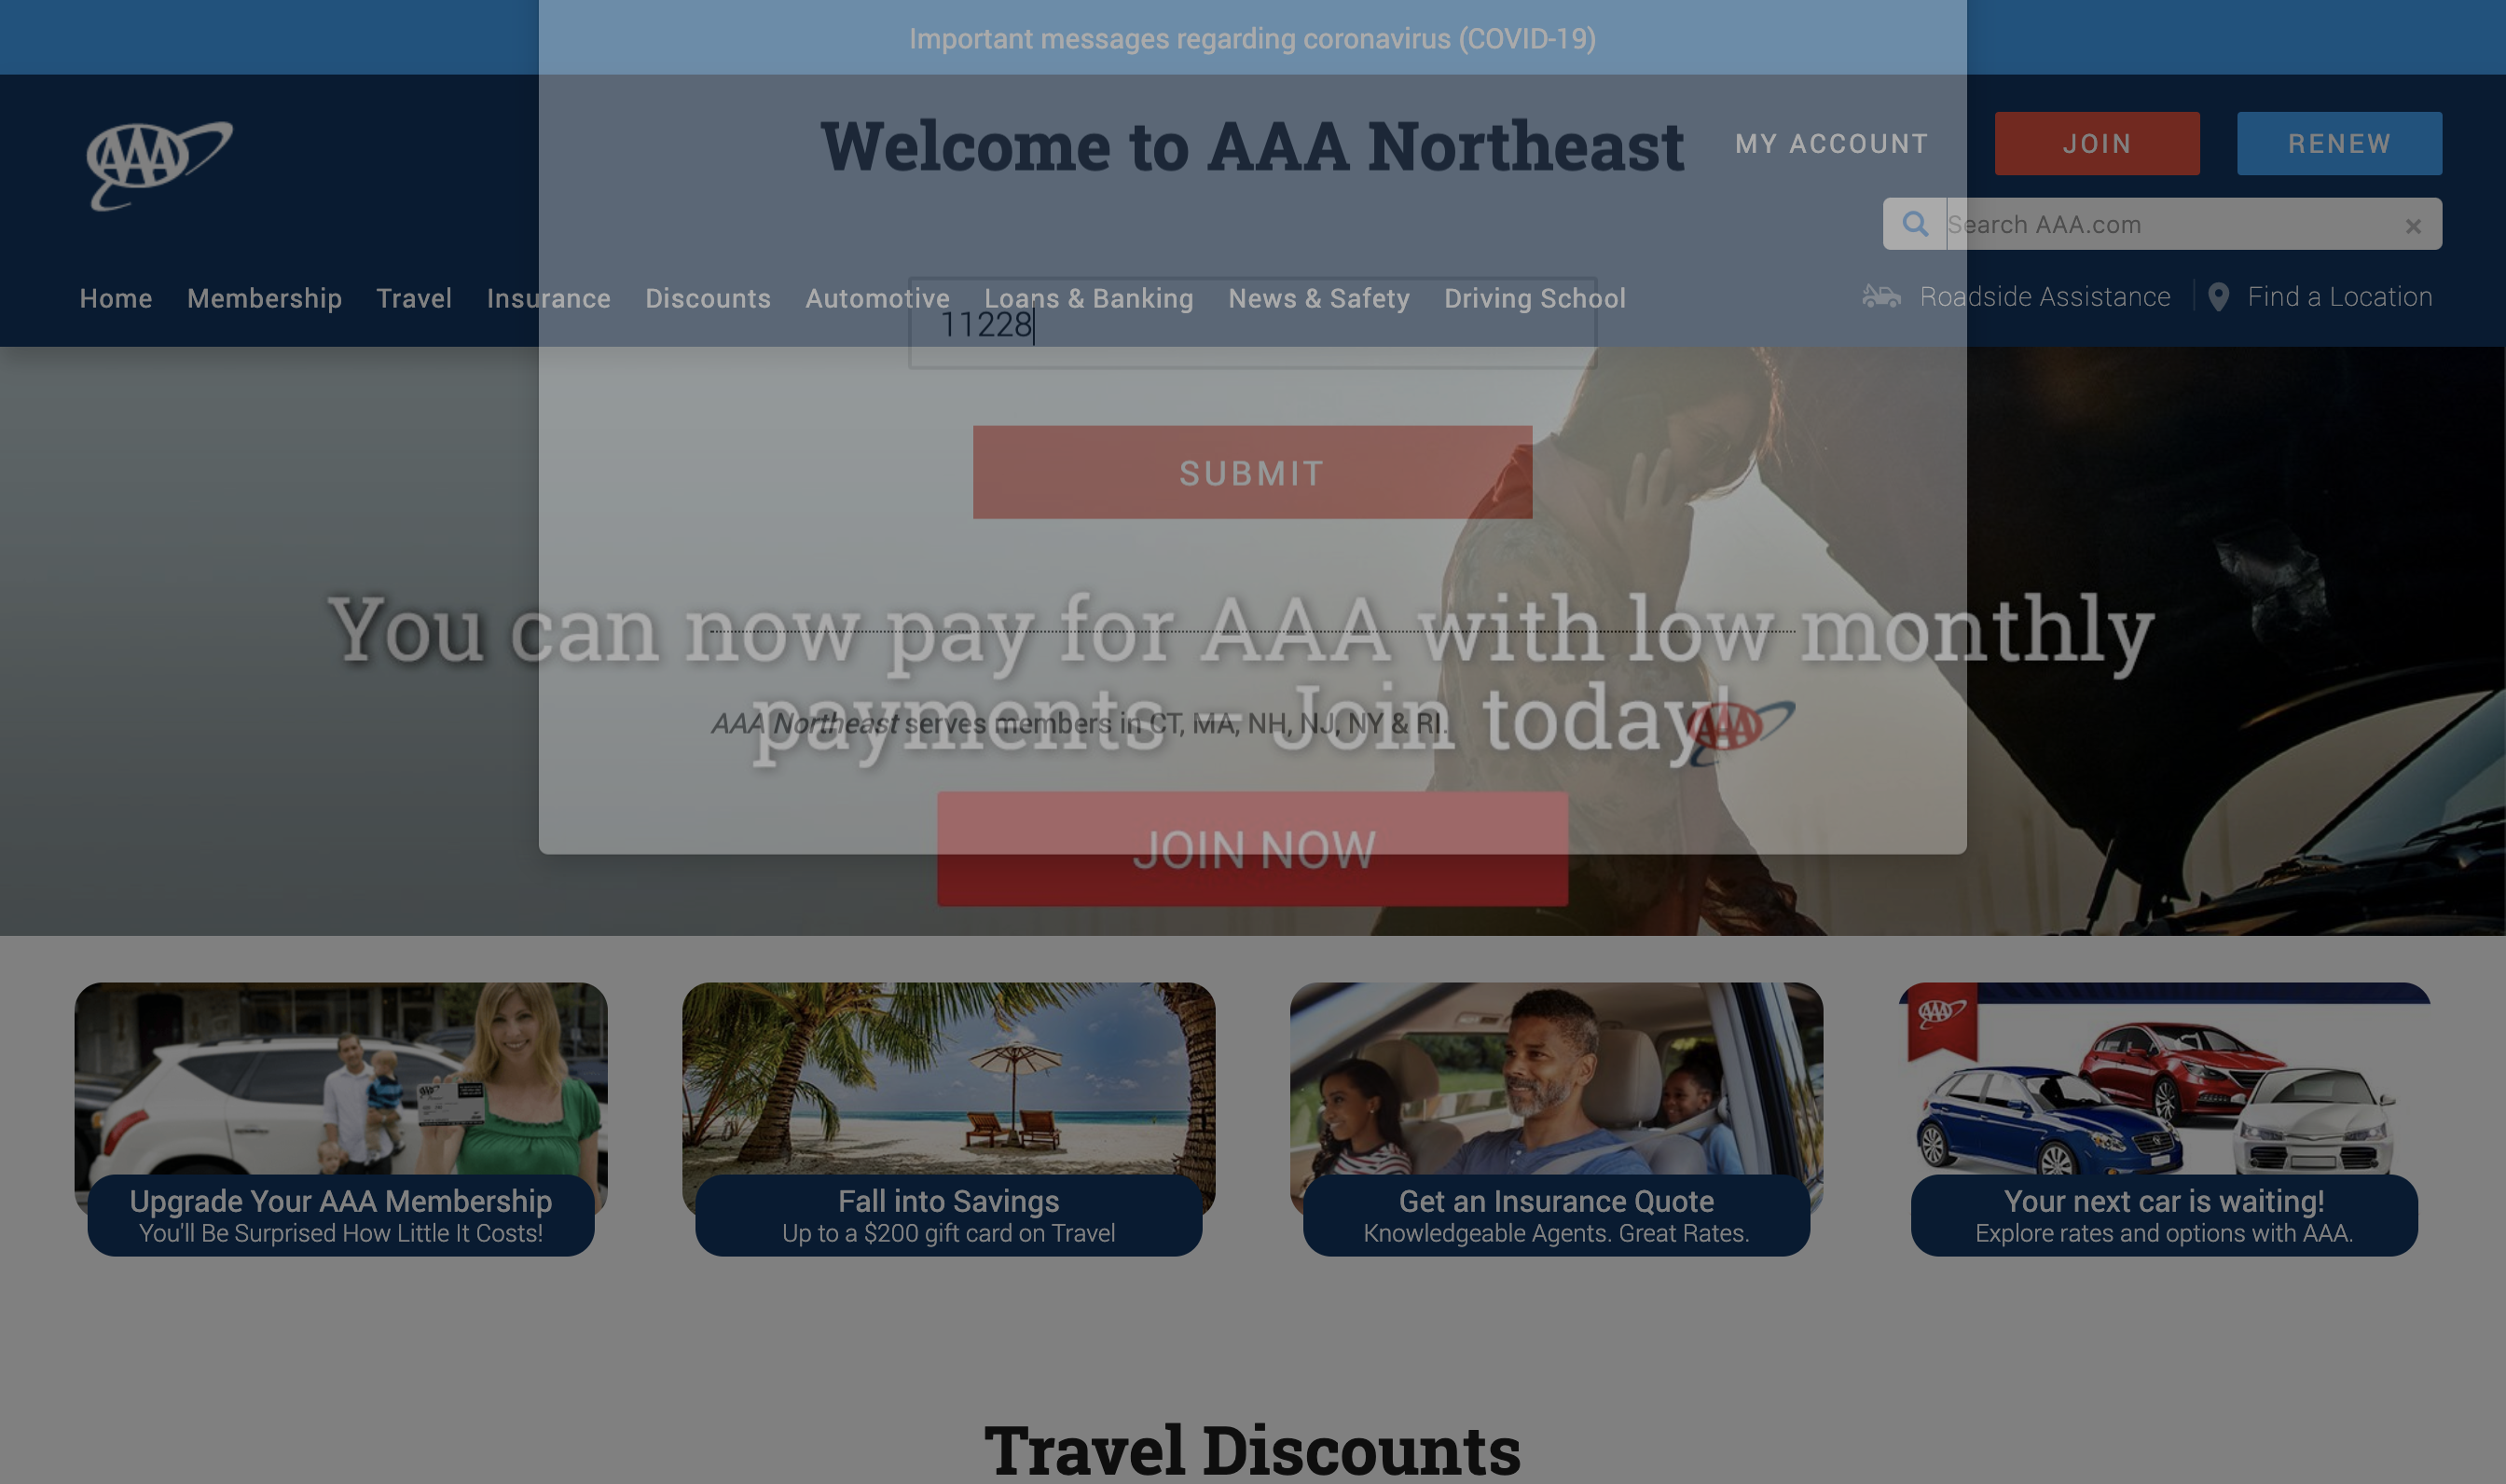 Important messages regarding coronavirus (COVID-19)
AAA
Welcome to AAA Northeast
MY ACCOUNT
JOIN
RENEW
Search AAA.com
×
Home Membership Travel Insurance Discounts Automotive Loans & Banking News & Safety Driving School
Roadside Assistance
Find a Location
11228
SUBMIT
You can now pay for AAA with low monthly
payments – Join today!
AAA Northeast serves members in CT, MA, NH, NJ, NY & RI.
AAA
JOIN NOW
AAA
Upgrade Your AAA Membership
You'll Be Surprised How Little It Costs!
Fall into Savings
Up to a $200 gift card on Travel
Get an Insurance Quote
Knowledgeable Agents. Great Rates.
Your next car is waiting!
Explore rates and options with AAA.
Travel Discounts